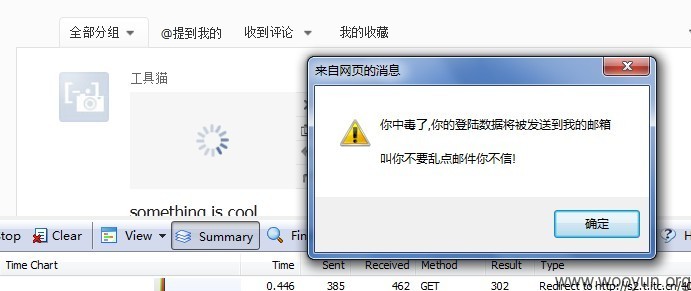 全部分组 @提到我的 收到评论 我的收藏
工具猫
来自网页的消息
你中毒了,你的登陆数据将被发送到我的邮箱
叫你不要乱点邮件你不信!
确定
something is cool
Stop Clear View Summary Fin H
Time Chart Time Sent Received Method Result Type
0.446 385 462 GET 302 Redirect to http://s2.t.itc.cn/
www.wooyun.org